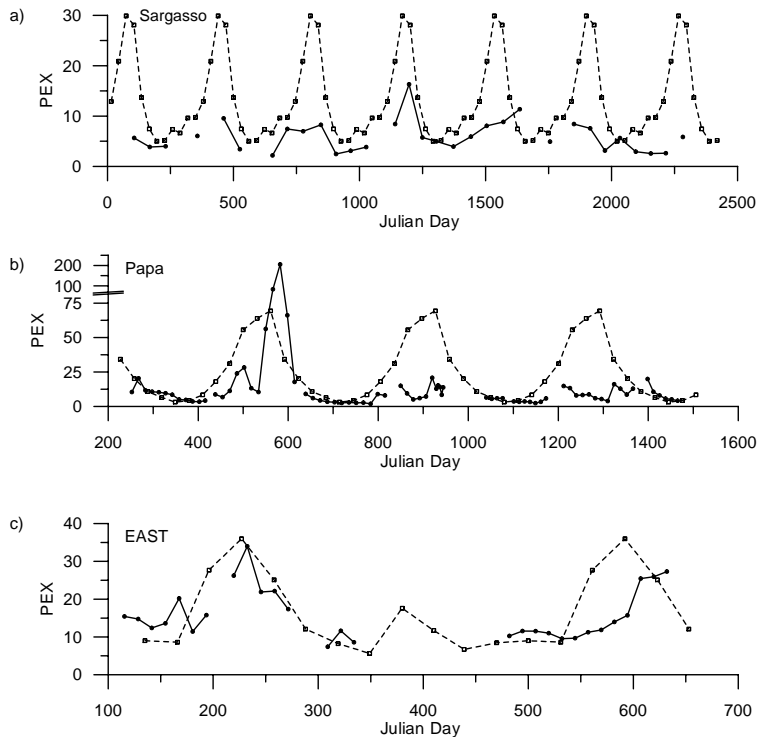 a)
Sargasso
PEX
30
20
10
0
0 500 1000 1500 2000 2500
Julian Day
b)
Papa
PEX
200
100
75
50
25
0
200 400 600 800 1000 1200 1400 1600
Julian Day
c)
EAST
PEX
40
30
20
10
0
100 200 300 400 500 600 700
Julian Day